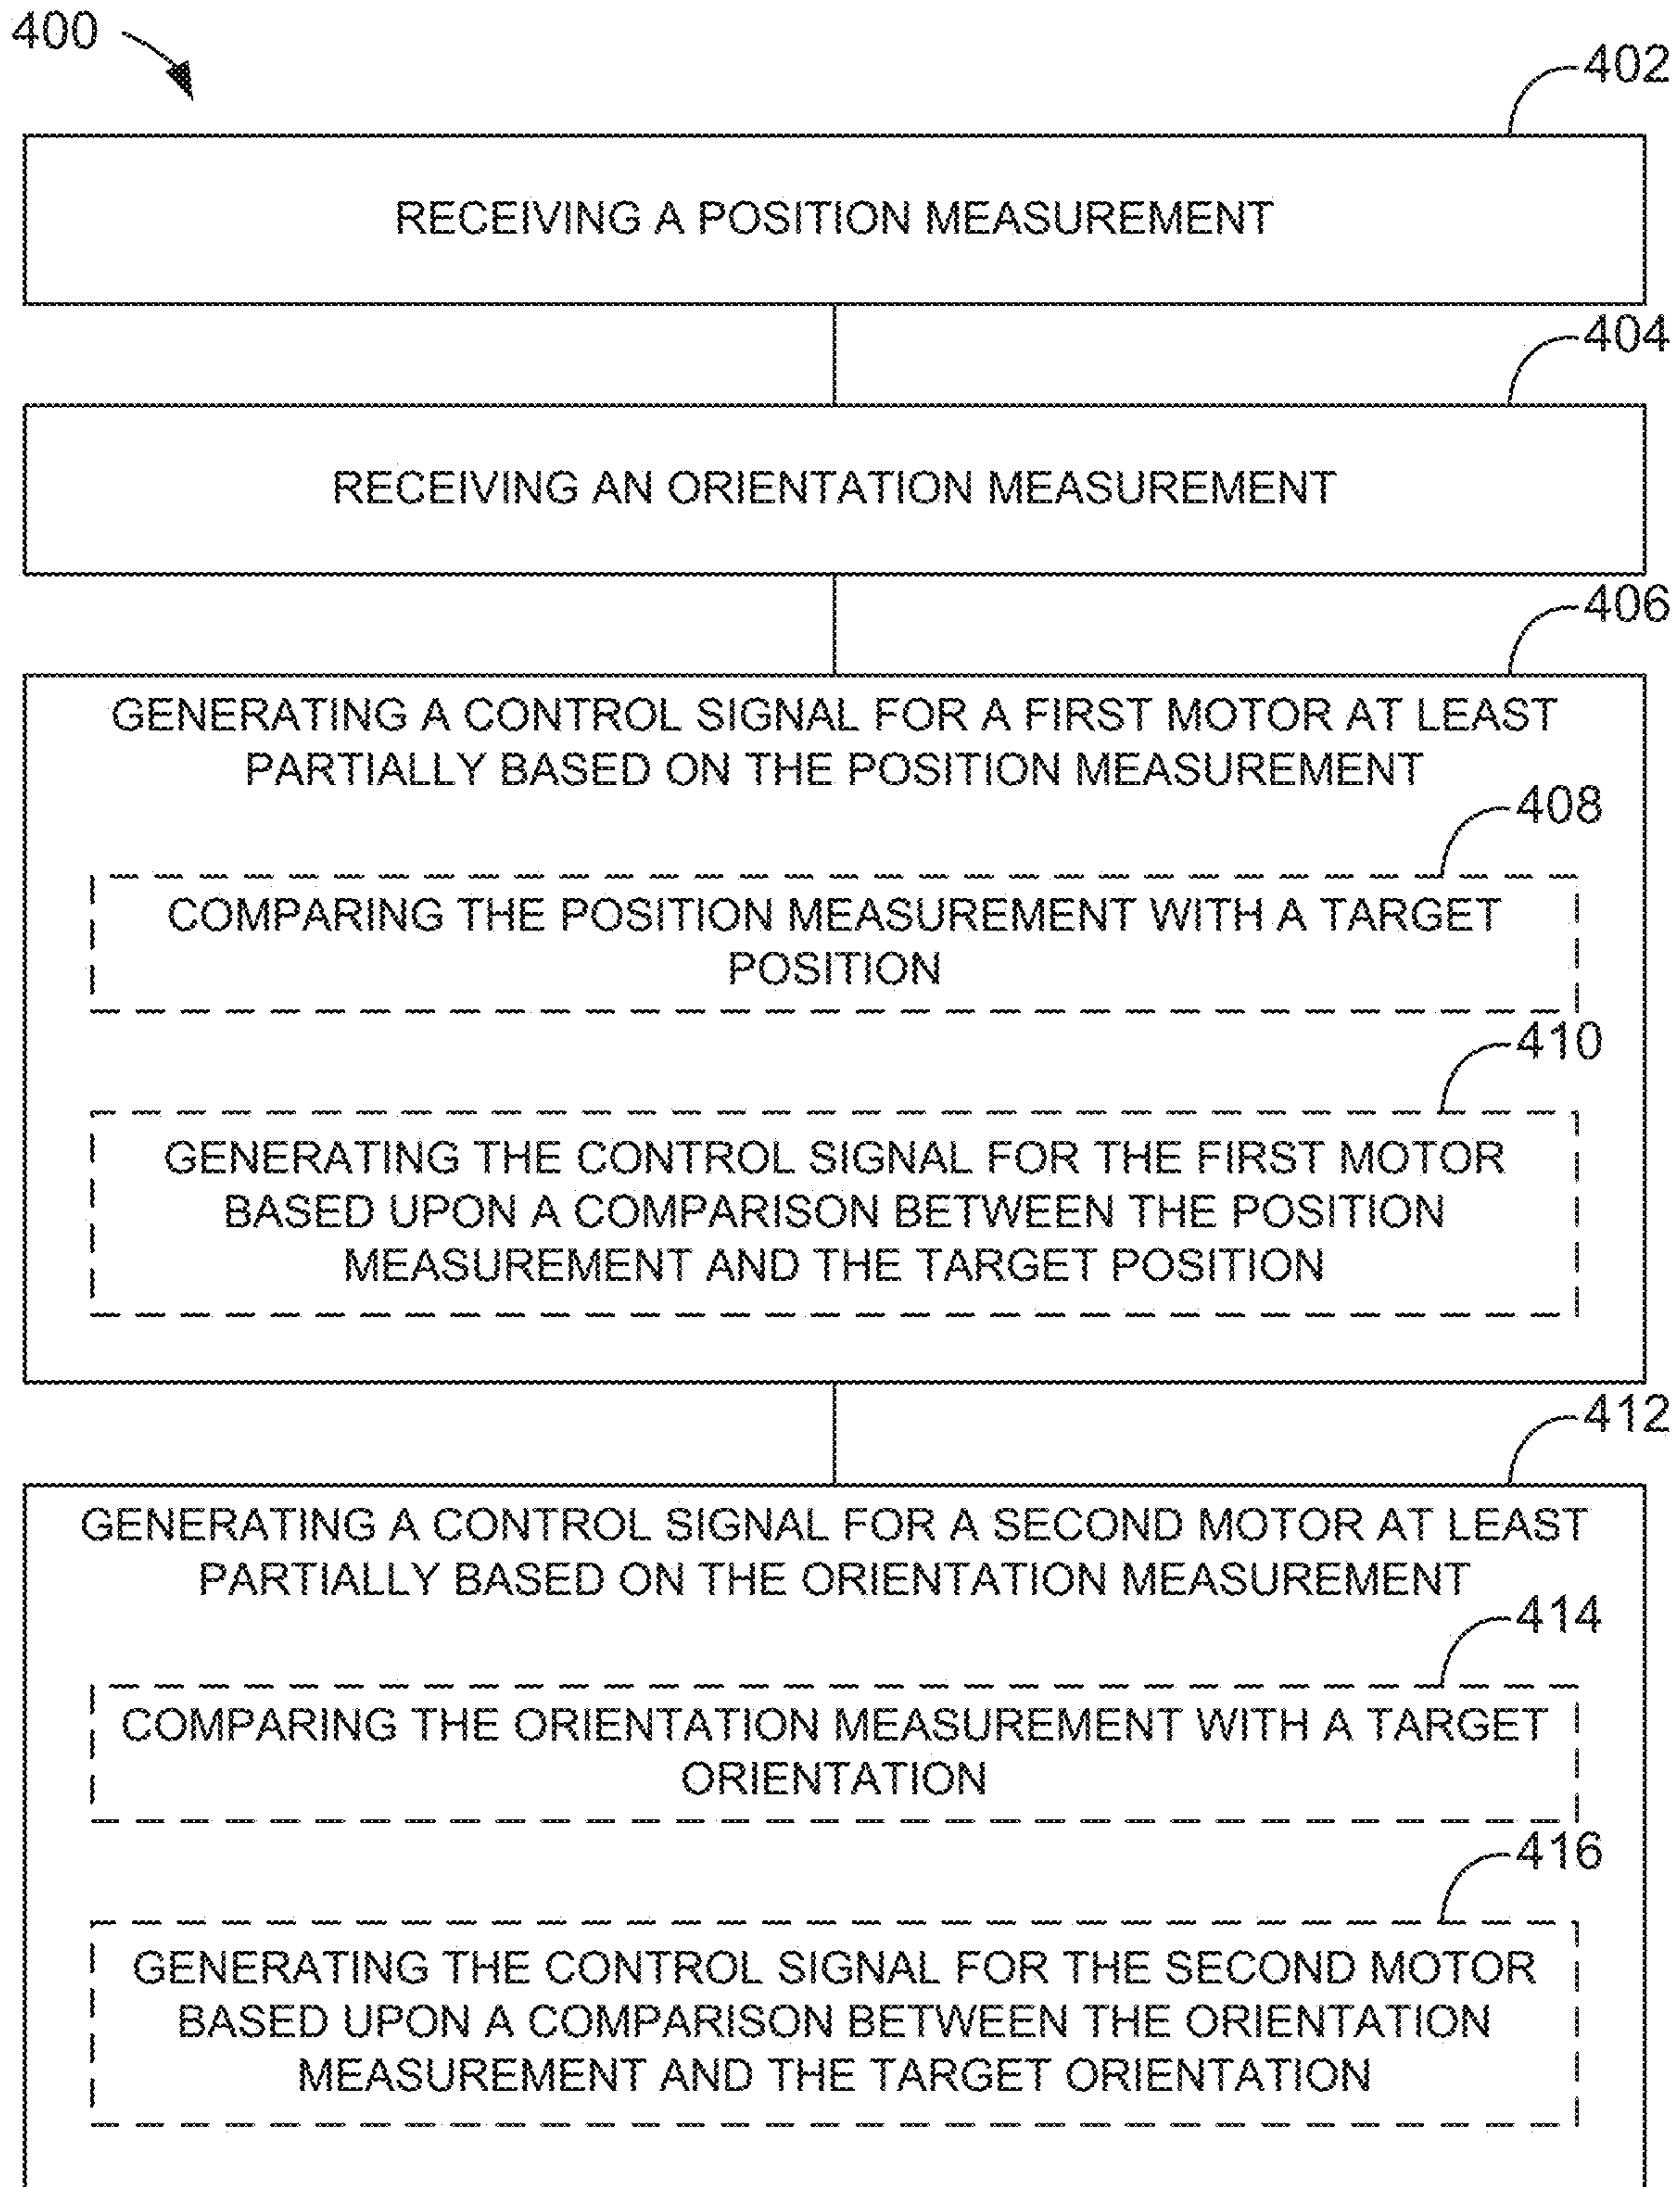 400
402
RECEIVING A POSITION MEASUREMENT
404
RECEIVING AN ORIENTATION MEASUREMENT
406
GENERATING A CONTROL SIGNAL FOR A FIRST MOTOR AT LEAST
PARTIALLY BASED ON THE POSITION MEASUREMENT
408
COMPARING THE POSITION MEASUREMENT WITH A TARGET
POSITION
410
GENERATING THE CONTROL SIGNAL FOR THE FIRST MOTOR
BASED UPON A COMPARISON BETWEEN THE POSITION
MEASUREMENT AND THE TARGET POSITION
412
GENERATING A CONTROL SIGNAL FOR A SECOND MOTOR AT LEAST
PARTIALLY BASED ON THE ORIENTATION MEASUREMENT
414
COMPARING THE ORIENTATION MEASUREMENT WITH A TARGET
ORIENTATION
416
GENERATING THE CONTROL SIGNAL FOR THE SECOND MOTOR
BASED UPON A COMPARISON BETWEEN THE ORIENTATION
MEASUREMENT AND THE TARGET ORIENTATION